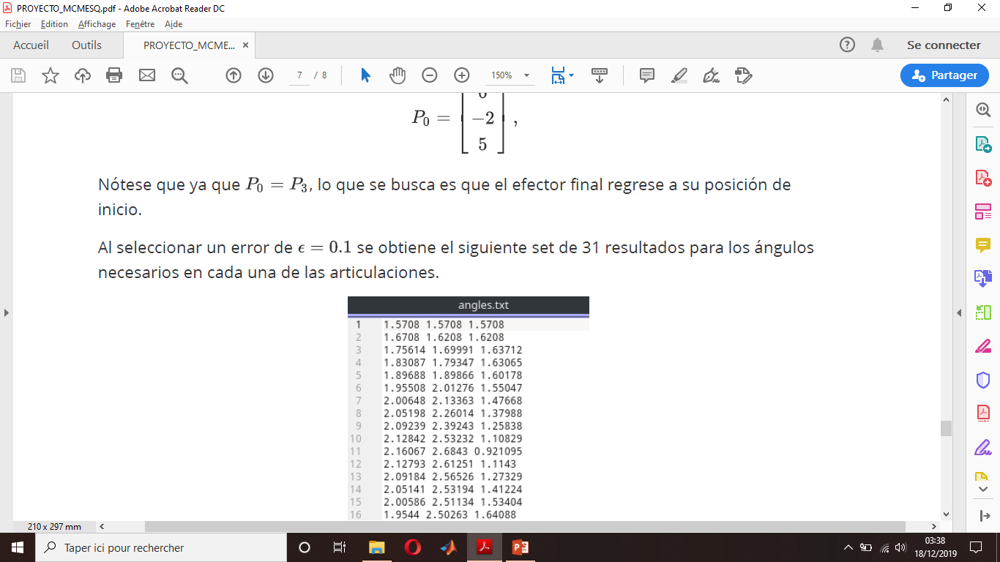 PROYECTO_MCMESQ.pdf - Adobe Acrobat Reader DC
Fichier Edition Affichage Fenêtre Aide
Accueil Outils PROYECTO_MCME... × Se connecter
7 / 8 150% Partager
0
P₀ = [ −2 ] ,
5
Nótese que ya que P₀ = P₃, lo que se busca es que el efector final regrese a su posición de
inicio.
Al seleccionar un error de ϵ = 0.1 se obtiene el siguiente set de 31 resultados para los ángulos
necesarios en cada una de las articulaciones.
angles.txt
1 1.5708 1.5708 1.5708
2 1.6708 1.6208 1.6208
3 1.75614 1.69991 1.63712
4 1.83087 1.79347 1.63065
5 1.89688 1.89866 1.60178
6 1.95508 2.01276 1.55047
7 2.00648 2.13363 1.47668
8 2.05198 2.26014 1.37988
9 2.09239 2.39243 1.25838
10 2.12842 2.53232 1.10829
11 2.16067 2.6843 0.921095
12 2.12793 2.61251 1.1143
13 2.09184 2.56526 1.27329
14 2.05141 2.53194 1.41224
15 2.00586 2.51134 1.53404
16 1.9544 2.50263 1.64088
210 x 297 mm
Taper ici pour rechercher
03:38
18/12/2019